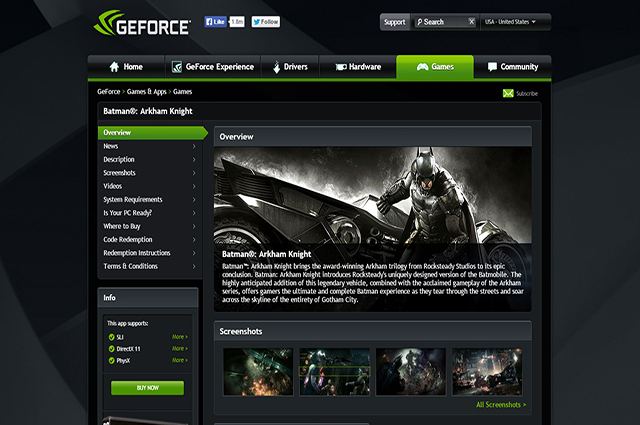 GEFORCE
Like 1.8m Follow
Support Search USA - United States
Home GeForce Experience Drivers Hardware Games Community
GeForce > Games & Apps > Games
Subscribe
Batman®: Arkham Knight
Overview
News
Description
Screenshots
Videos
System Requirements
Is Your PC Ready?
Where to Buy
Code Redemption
Redemption Instructions
Terms & Conditions
Info
This app supports:
SLI More >
DirectX 11 More >
PhysX More >
BUY NOW
Overview
Batman®: Arkham Knight
Batman™: Arkham Knight brings the award-winning Arkham trilogy from Rocksteady Studios to its epic
conclusion. Batman: Arkham Knight introduces Rocksteady's uniquely designed version of the Batmobile. The
highly anticipated addition of this legendary vehicle, combined with the acclaimed gameplay of the Arkham
series, offers gamers the ultimate and complete Batman experience as they tear through the streets and soar
across the skyline of the entirety of Gotham City.
Screenshots
All Screenshots >